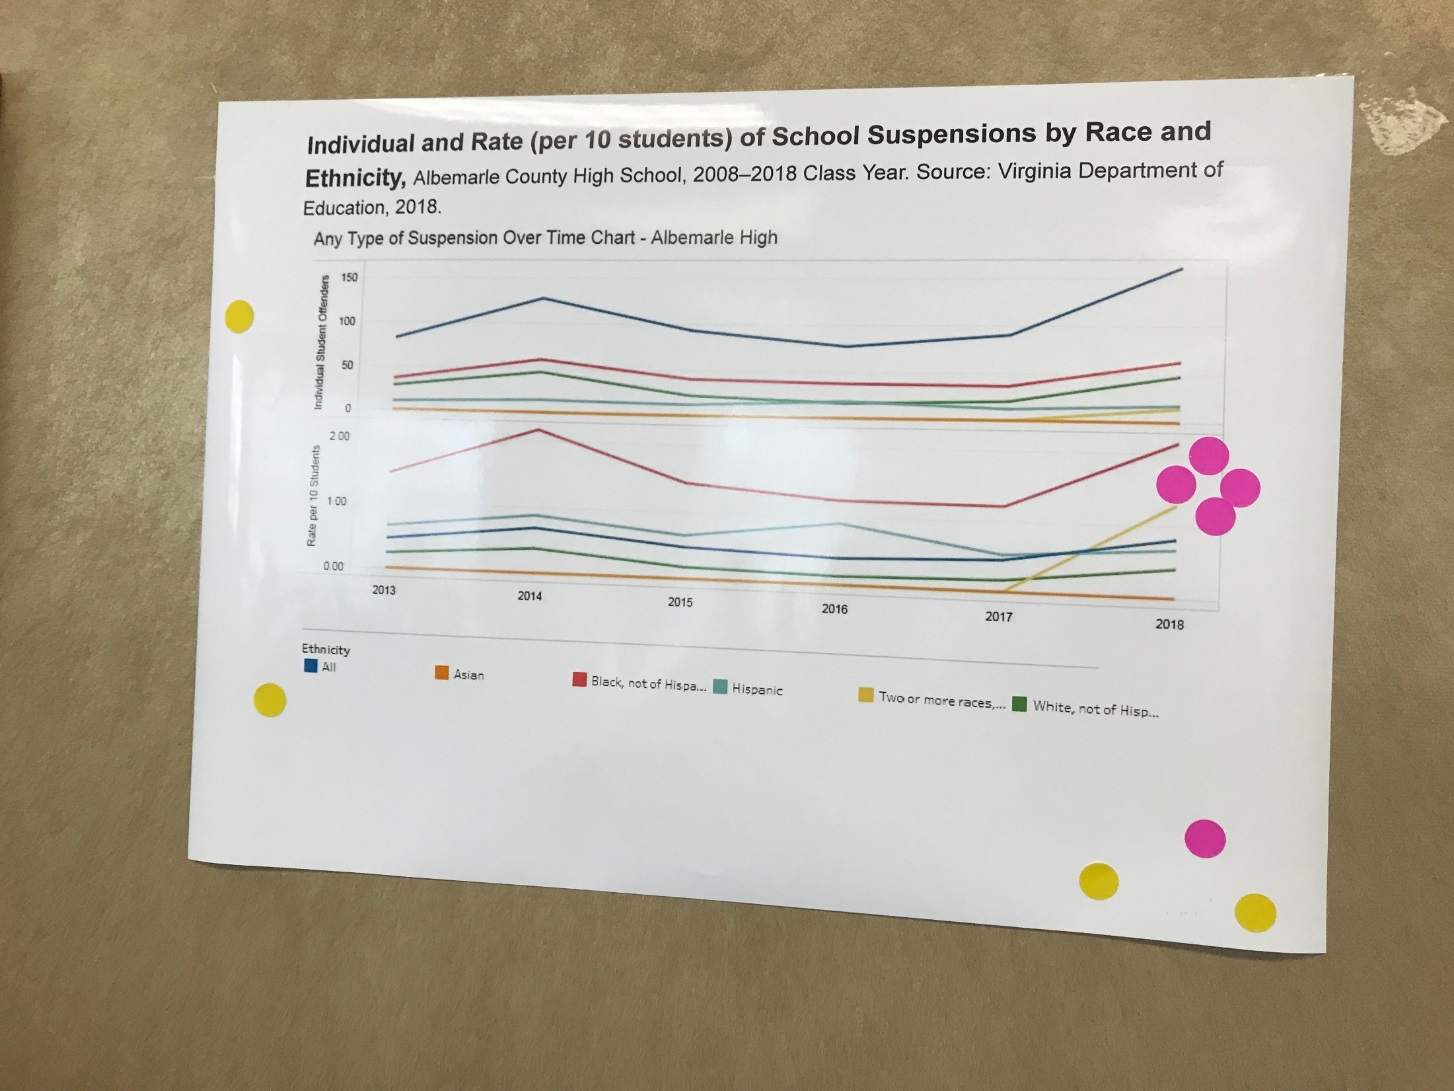 Individual and Rate (per 10 students) of School Suspensions by Race and
Ethnicity, Albemarle County High School, 2008–2018 Class Year. Source: Virginia Department of
Education, 2018.
Any Type of Suspension Over Time Chart - Albemarle High
Individual Student Offenders
150
100
50
0
Rate per 10 Students
2.00
1.00
0.00
2013 2014 2015 2016 2017 2018
Ethnicity
All Asian Black, not of Hispa... Hispanic Two or more races,... White, not of Hisp...